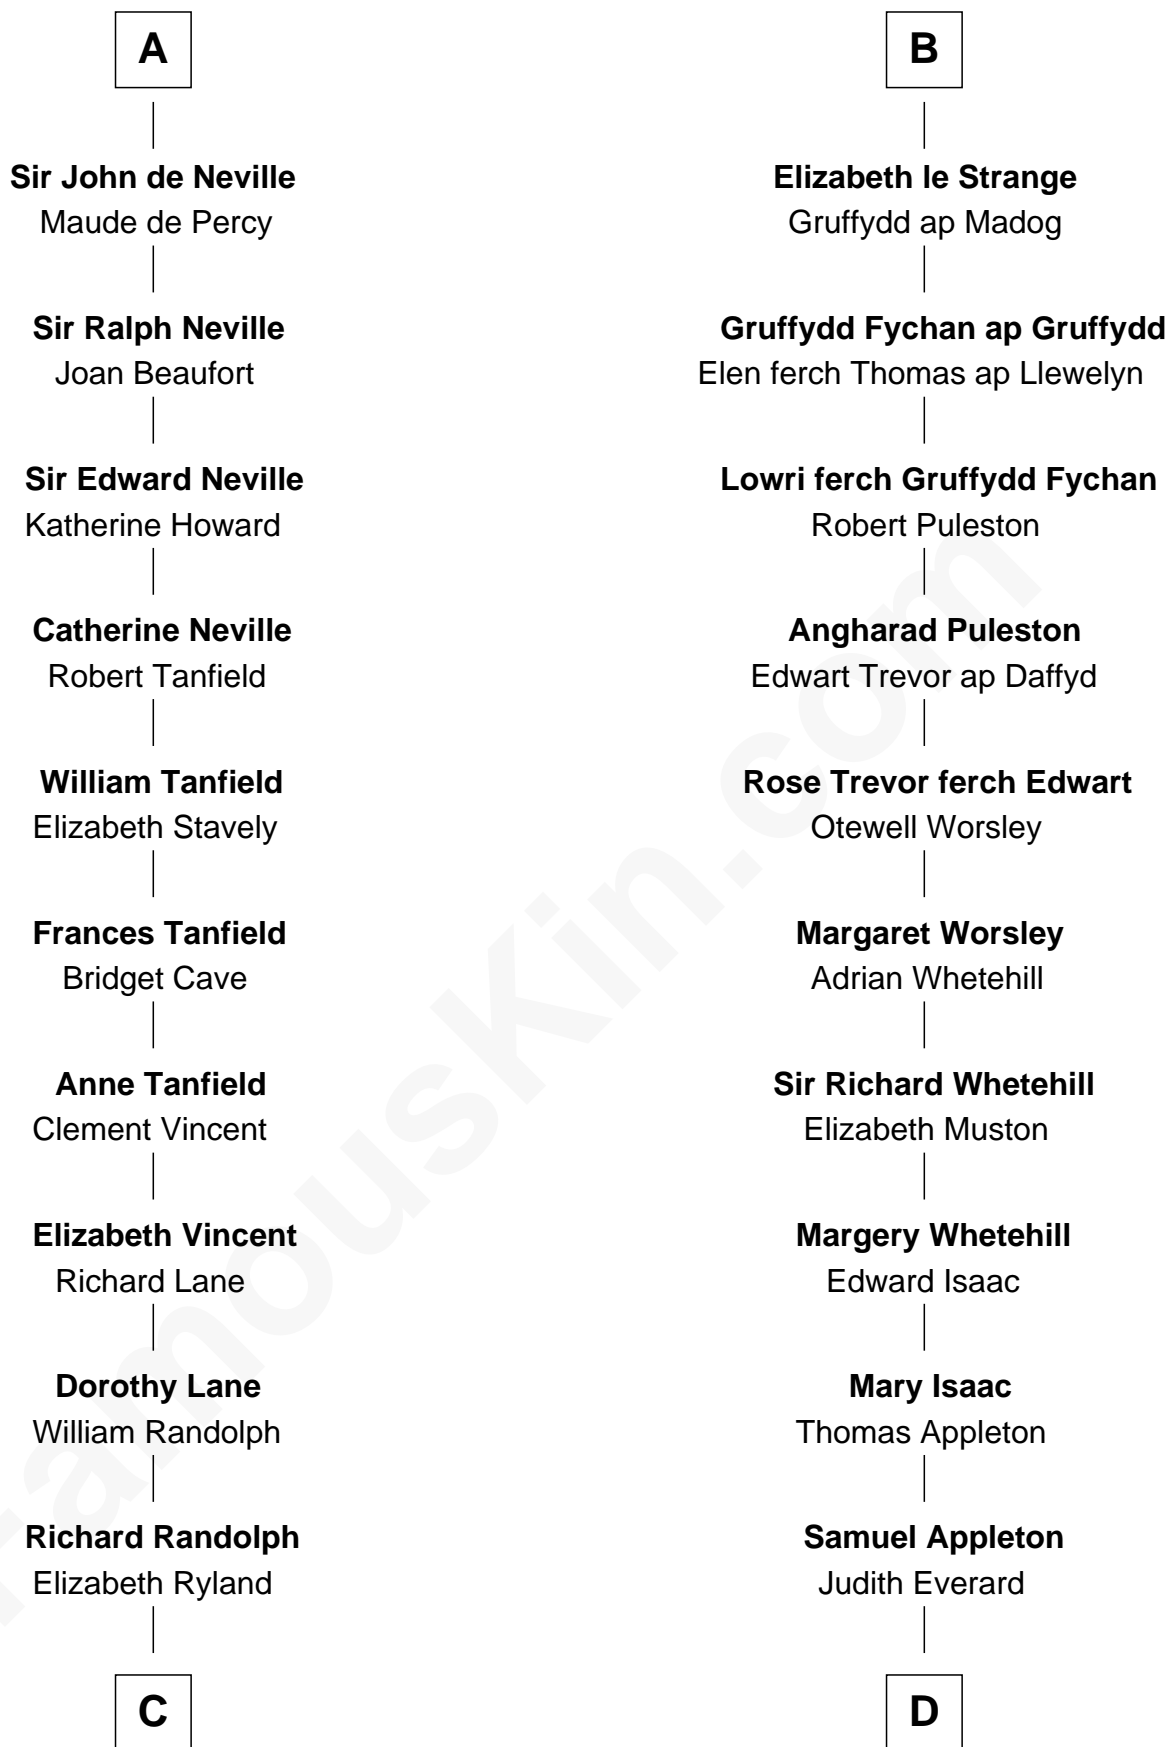 A
Sir John de Neville
Maude de Percy
Sir Ralph Neville
Joan Beaufort
Sir Edward Neville
Katherine Howard
Catherine Neville
Robert Tanfield
William Tanfield
Elizabeth Stavely
Frances Tanfield
Bridget Cave
Anne Tanfield
Clement Vincent
Elizabeth Vincent
Richard Lane
Dorothy Lane
William Randolph
Richard Randolph
Elizabeth Ryland
C
B
Elizabeth le Strange
Gruffydd ap Madog
Gruffydd Fychan ap Gruffydd
Elen ferch Thomas ap Llewelyn
Lowri ferch Gruffydd Fychan
Robert Puleston
Angharad Puleston
Edwart Trevor ap Daffyd
Rose Trevor ferch Edwart
Otewell Worsley
Margaret Worsley
Adrian Whetehill
Sir Richard Whetehill
Elizabeth Muston
Margery Whetehill
Edward Isaac
Mary Isaac
Thomas Appleton
Samuel Appleton
Judith Everard
D
FamousKin.com